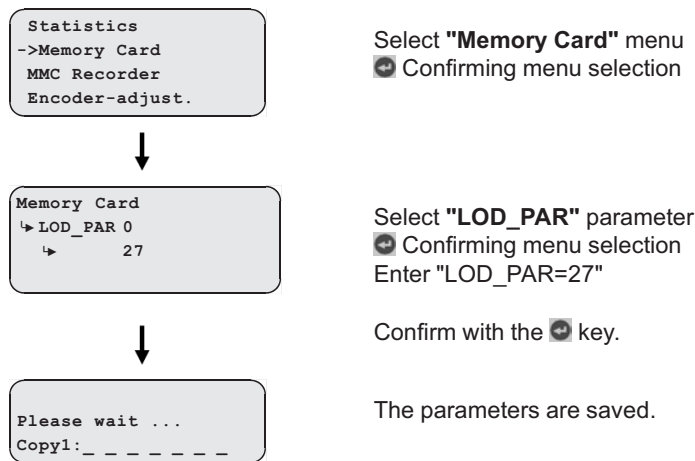 Statistics
->Memory Card
MMC Recorder
Encoder-adjust.
Select "Memory Card" menu
Confirming menu selection
Memory Card
↳ LOD_PAR 0
↳ 27
Select "LOD_PAR" parameter
Confirming menu selection
Enter "LOD_PAR=27"
Confirm with the key.
Please wait ...
Copy1:_ _ _ _ _ _ _
The parameters are saved.